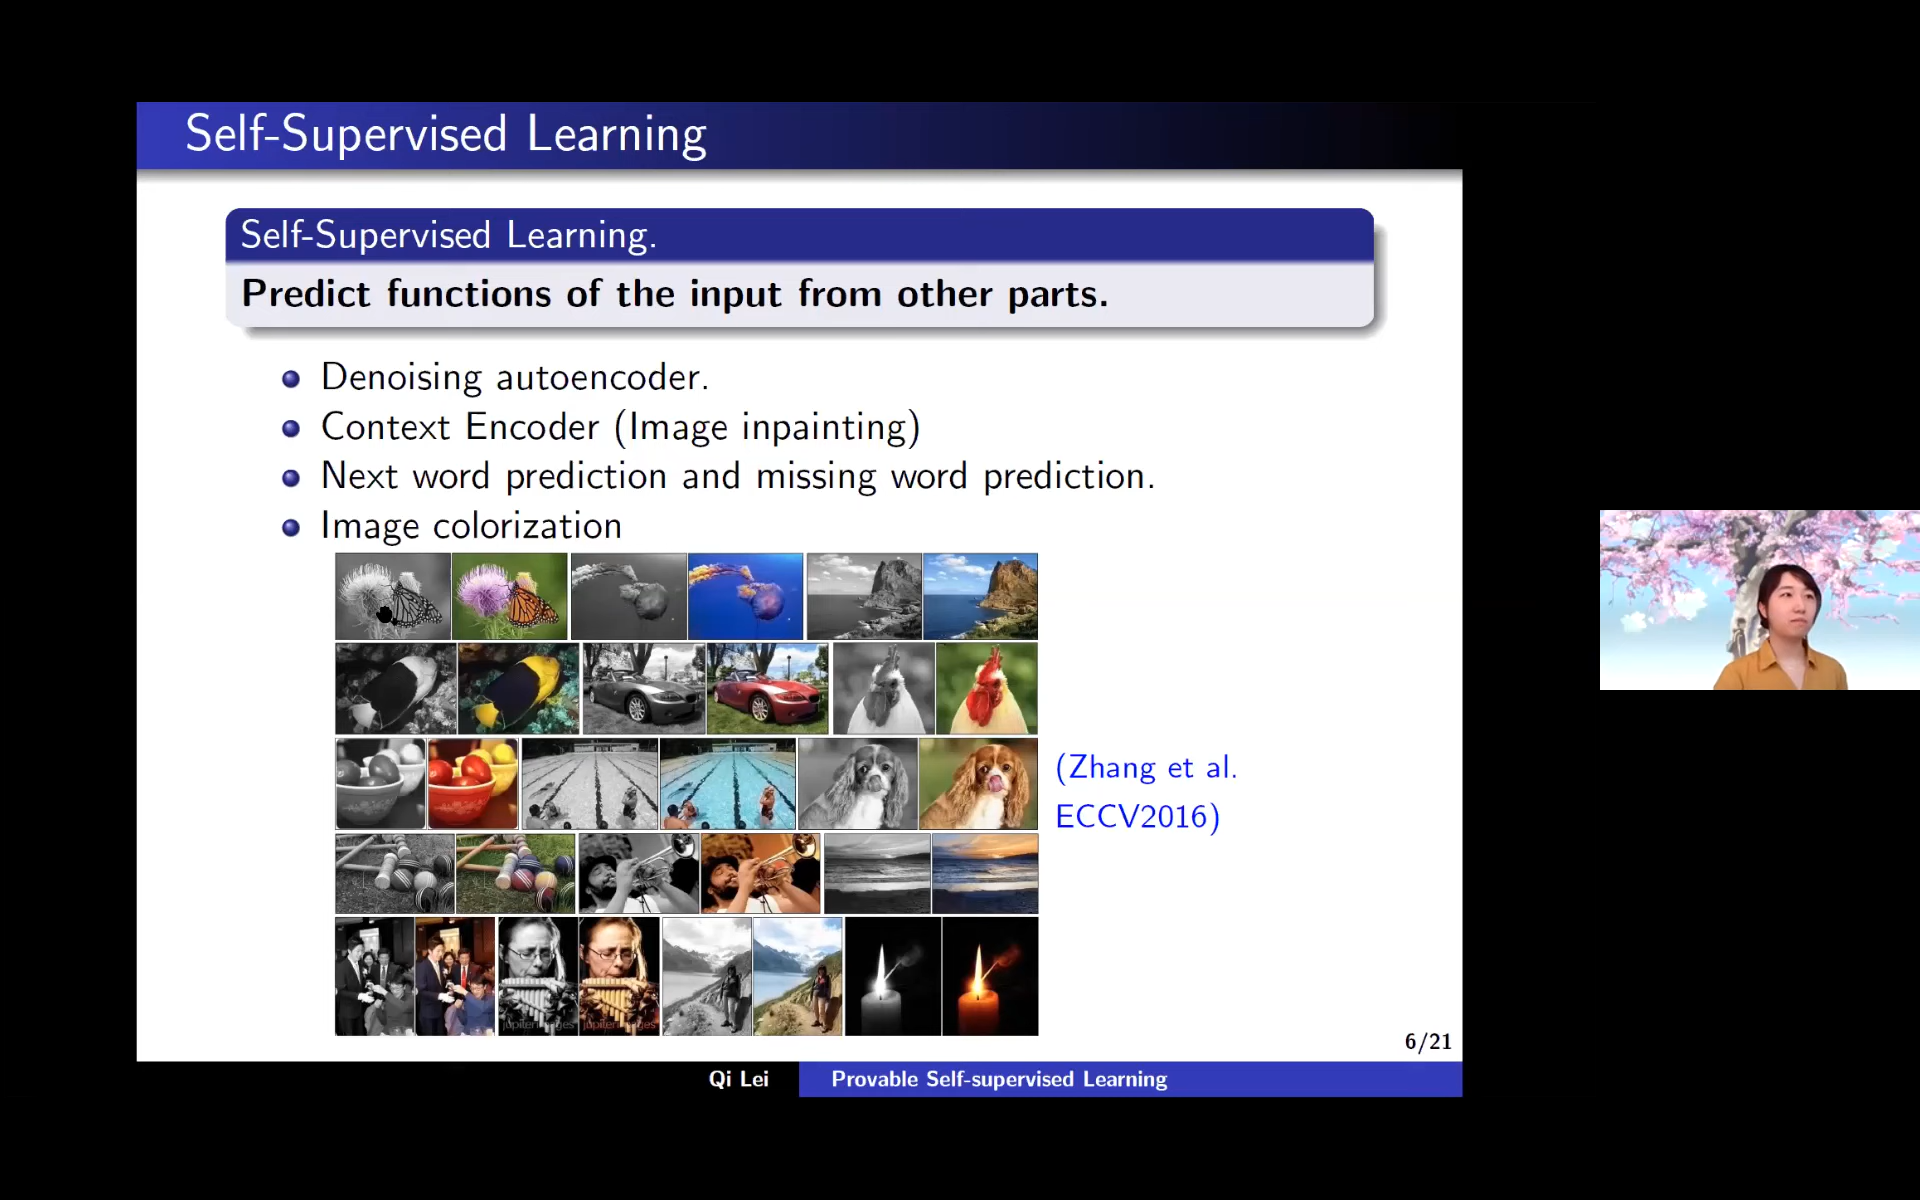 Self-Supervised Learning
Self-Supervised Learning.
Predict functions of the input from other parts.
Denoising autoencoder.
Context Encoder (Image inpainting)
Next word prediction and missing word prediction.
Image colorization
(Zhang et al.
ECCV2016)
jupiterimages jupiterimages
6/21
Qi Lei Provable Self-supervised Learning